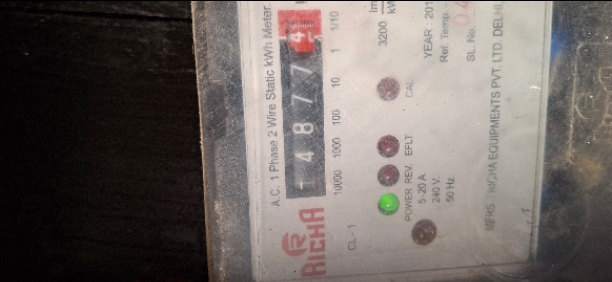 A.C. 1 Phase 2 Wire Static kWh Meter.
4 8 7 7 4
10000 1000 100 10 1 1/10
RICHA
CL-1
3200
POWER REV. EFLT CAL
5-20 A
240 V.
50 Hz
YEAR : 201
Ref. Temp.
SL. No. 04
MFRS. RICHA EQUIPMENTS PVT. LTD. DELHI